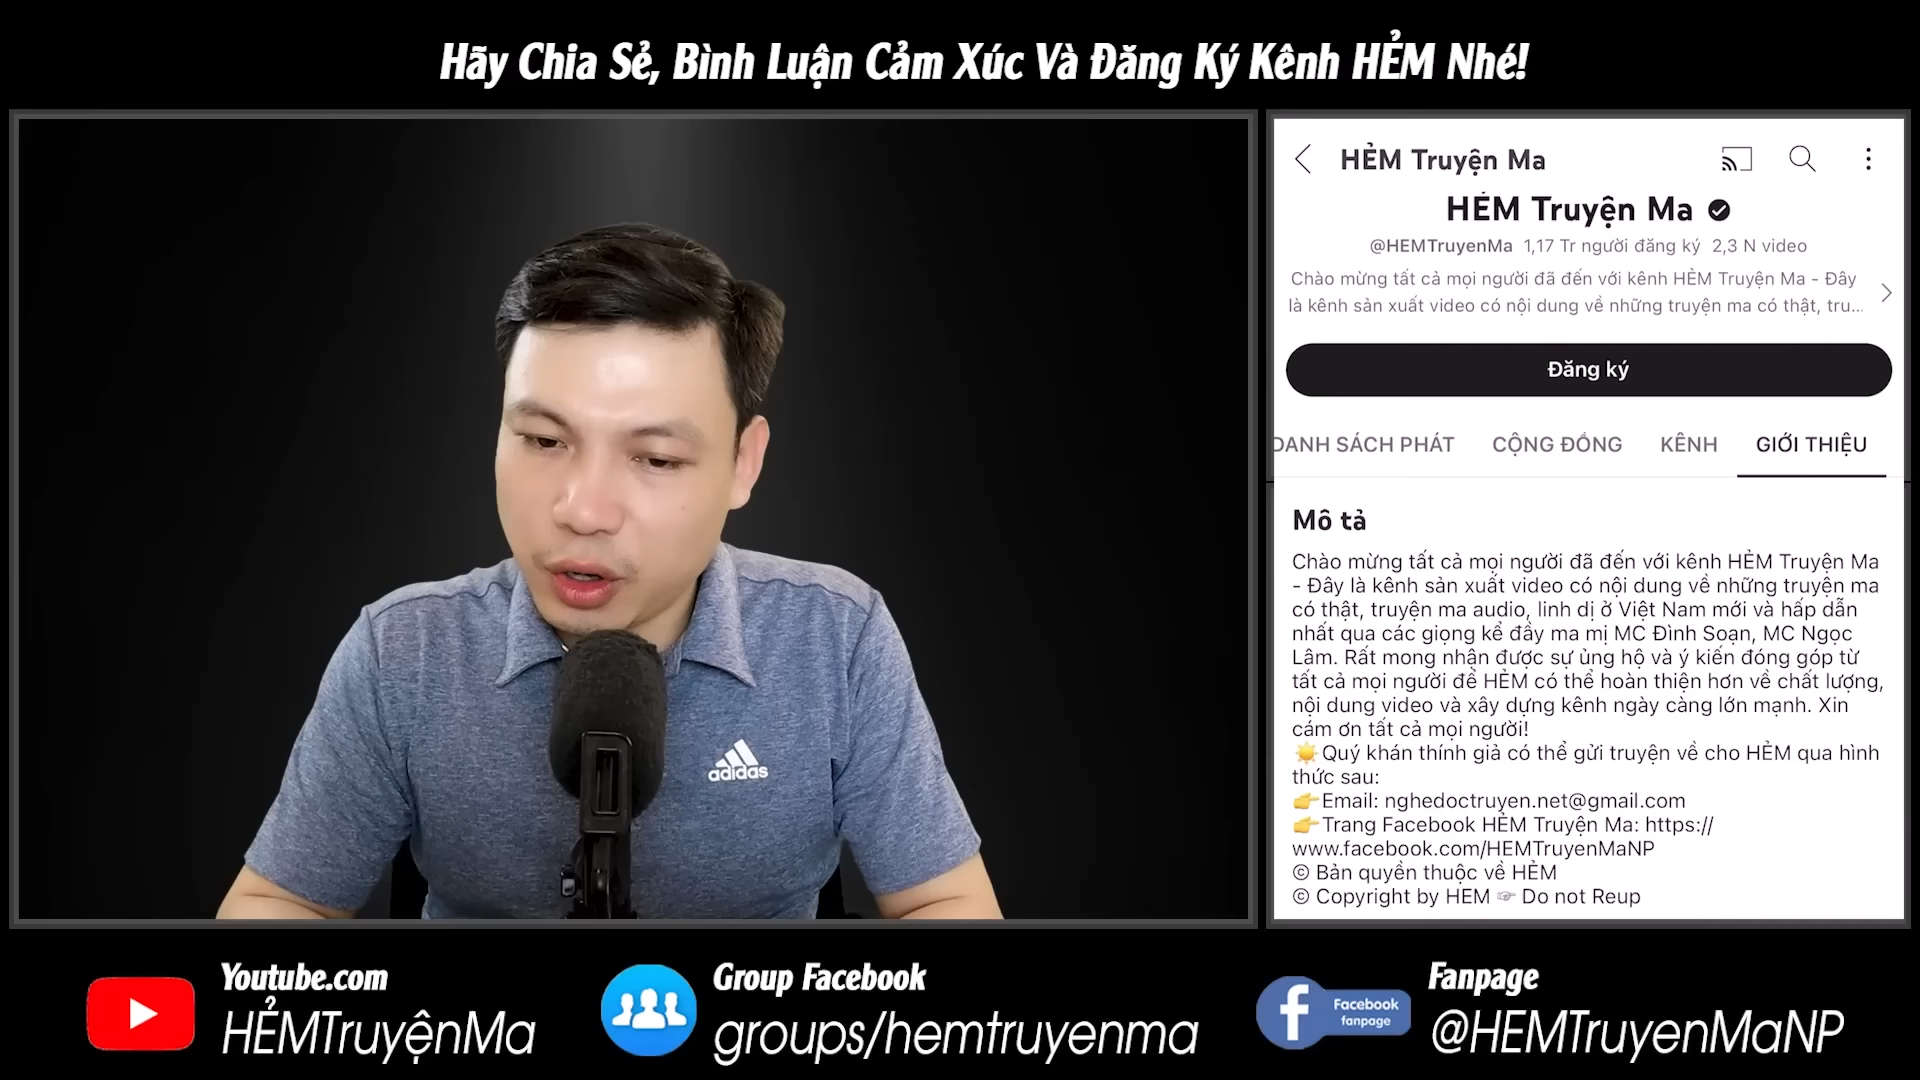 Hãy Chia Sẻ, Bình Luận Cảm Xúc Và Đăng Ký Kênh HẺM Nhé!
adidas
HẺM Truyện Ma
HẺM Truyện Ma
@HEMTruyenMa 1,17 Tr người đăng ký 2,3 N video
Chào mừng tất cả mọi người đã đến với kênh HẺM Truyện Ma - Đây
là kênh sản xuất video có nội dung về những truyện ma có thật, tru...
Đăng ký
DANH SÁCH PHÁT CỘNG ĐỒNG KÊNH GIỚI THIỆU
Mô tả
Chào mừng tất cả mọi người đã đến với kênh HẺM Truyện Ma
- Đây là kênh sản xuất video có nội dung về những truyện ma
có thật, truyện ma audio, linh dị ở Việt Nam mới và hấp dẫn
nhất qua các giọng kể đầy ma mị MC Đình Soạn, MC Ngọc
Lâm. Rất mong nhận được sự ủng hộ và ý kiến đóng góp từ
tất cả mọi người để HẺM có thể hoàn thiện hơn về chất lượng,
nội dung video và xây dựng kênh ngày càng lớn mạnh. Xin
cám ơn tất cả mọi người!
☀️Quý khán thính giả có thể gửi truyện về cho HẺM qua hình
thức sau:
👉Email: nghedoctruyen.net@gmail.com
👉Trang Facebook HẺM Truyện Ma: https://
www.facebook.com/HEMTruyenMaNP
© Bản quyền thuộc về HẺM
© Copyright by HEM ☞ Do not Reup
Youtube.com
HẺMTruyệnMa
Group Facebook
groups/hemtruyenma
Facebook
fanpage
Fanpage
@HEMTruyenMaNP